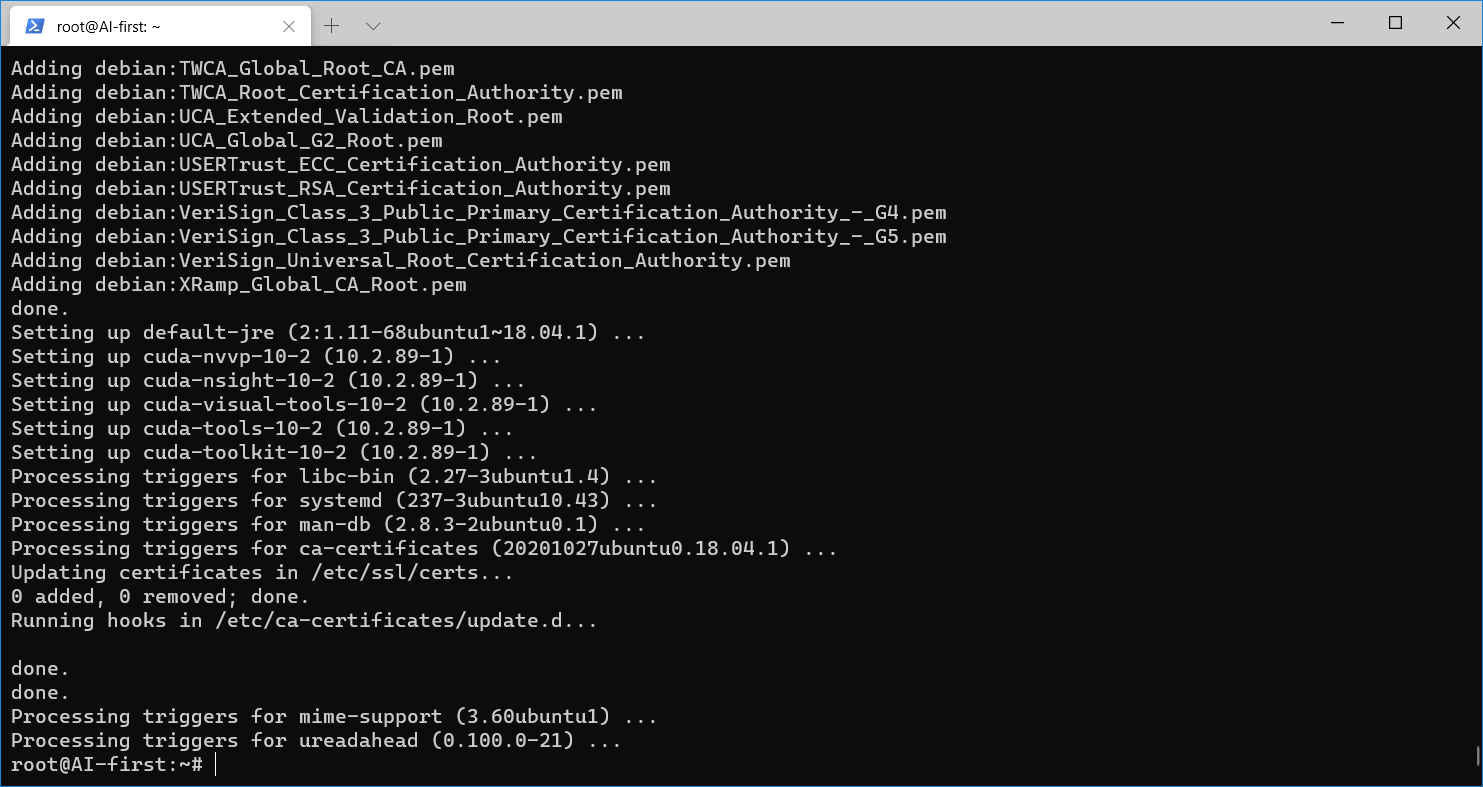 root@AI-first: ~
Adding debian:TWCA_Global_Root_CA.pem
Adding debian:TWCA_Root_Certification_Authority.pem
Adding debian:UCA_Extended_Validation_Root.pem
Adding debian:UCA_Global_G2_Root.pem
Adding debian:USERTrust_ECC_Certification_Authority.pem
Adding debian:USERTrust_RSA_Certification_Authority.pem
Adding debian:VeriSign_Class_3_Public_Primary_Certification_Authority_-_G4.pem
Adding debian:VeriSign_Class_3_Public_Primary_Certification_Authority_-_G5.pem
Adding debian:VeriSign_Universal_Root_Certification_Authority.pem
Adding debian:XRamp_Global_CA_Root.pem
done.
Setting up default-jre (2:1.11-68ubuntu1~18.04.1) ...
Setting up cuda-nvvp-10-2 (10.2.89-1) ...
Setting up cuda-nsight-10-2 (10.2.89-1) ...
Setting up cuda-visual-tools-10-2 (10.2.89-1) ...
Setting up cuda-tools-10-2 (10.2.89-1) ...
Setting up cuda-toolkit-10-2 (10.2.89-1) ...
Processing triggers for libc-bin (2.27-3ubuntu1.4) ...
Processing triggers for systemd (237-3ubuntu10.43) ...
Processing triggers for man-db (2.8.3-2ubuntu0.1) ...
Processing triggers for ca-certificates (20201027ubuntu0.18.04.1) ...
Updating certificates in /etc/ssl/certs...
0 added, 0 removed; done.
Running hooks in /etc/ca-certificates/update.d...
done.
done.
Processing triggers for mime-support (3.60ubuntu1) ...
Processing triggers for ureadahead (0.100.0-21) ...
root@AI-first:~#